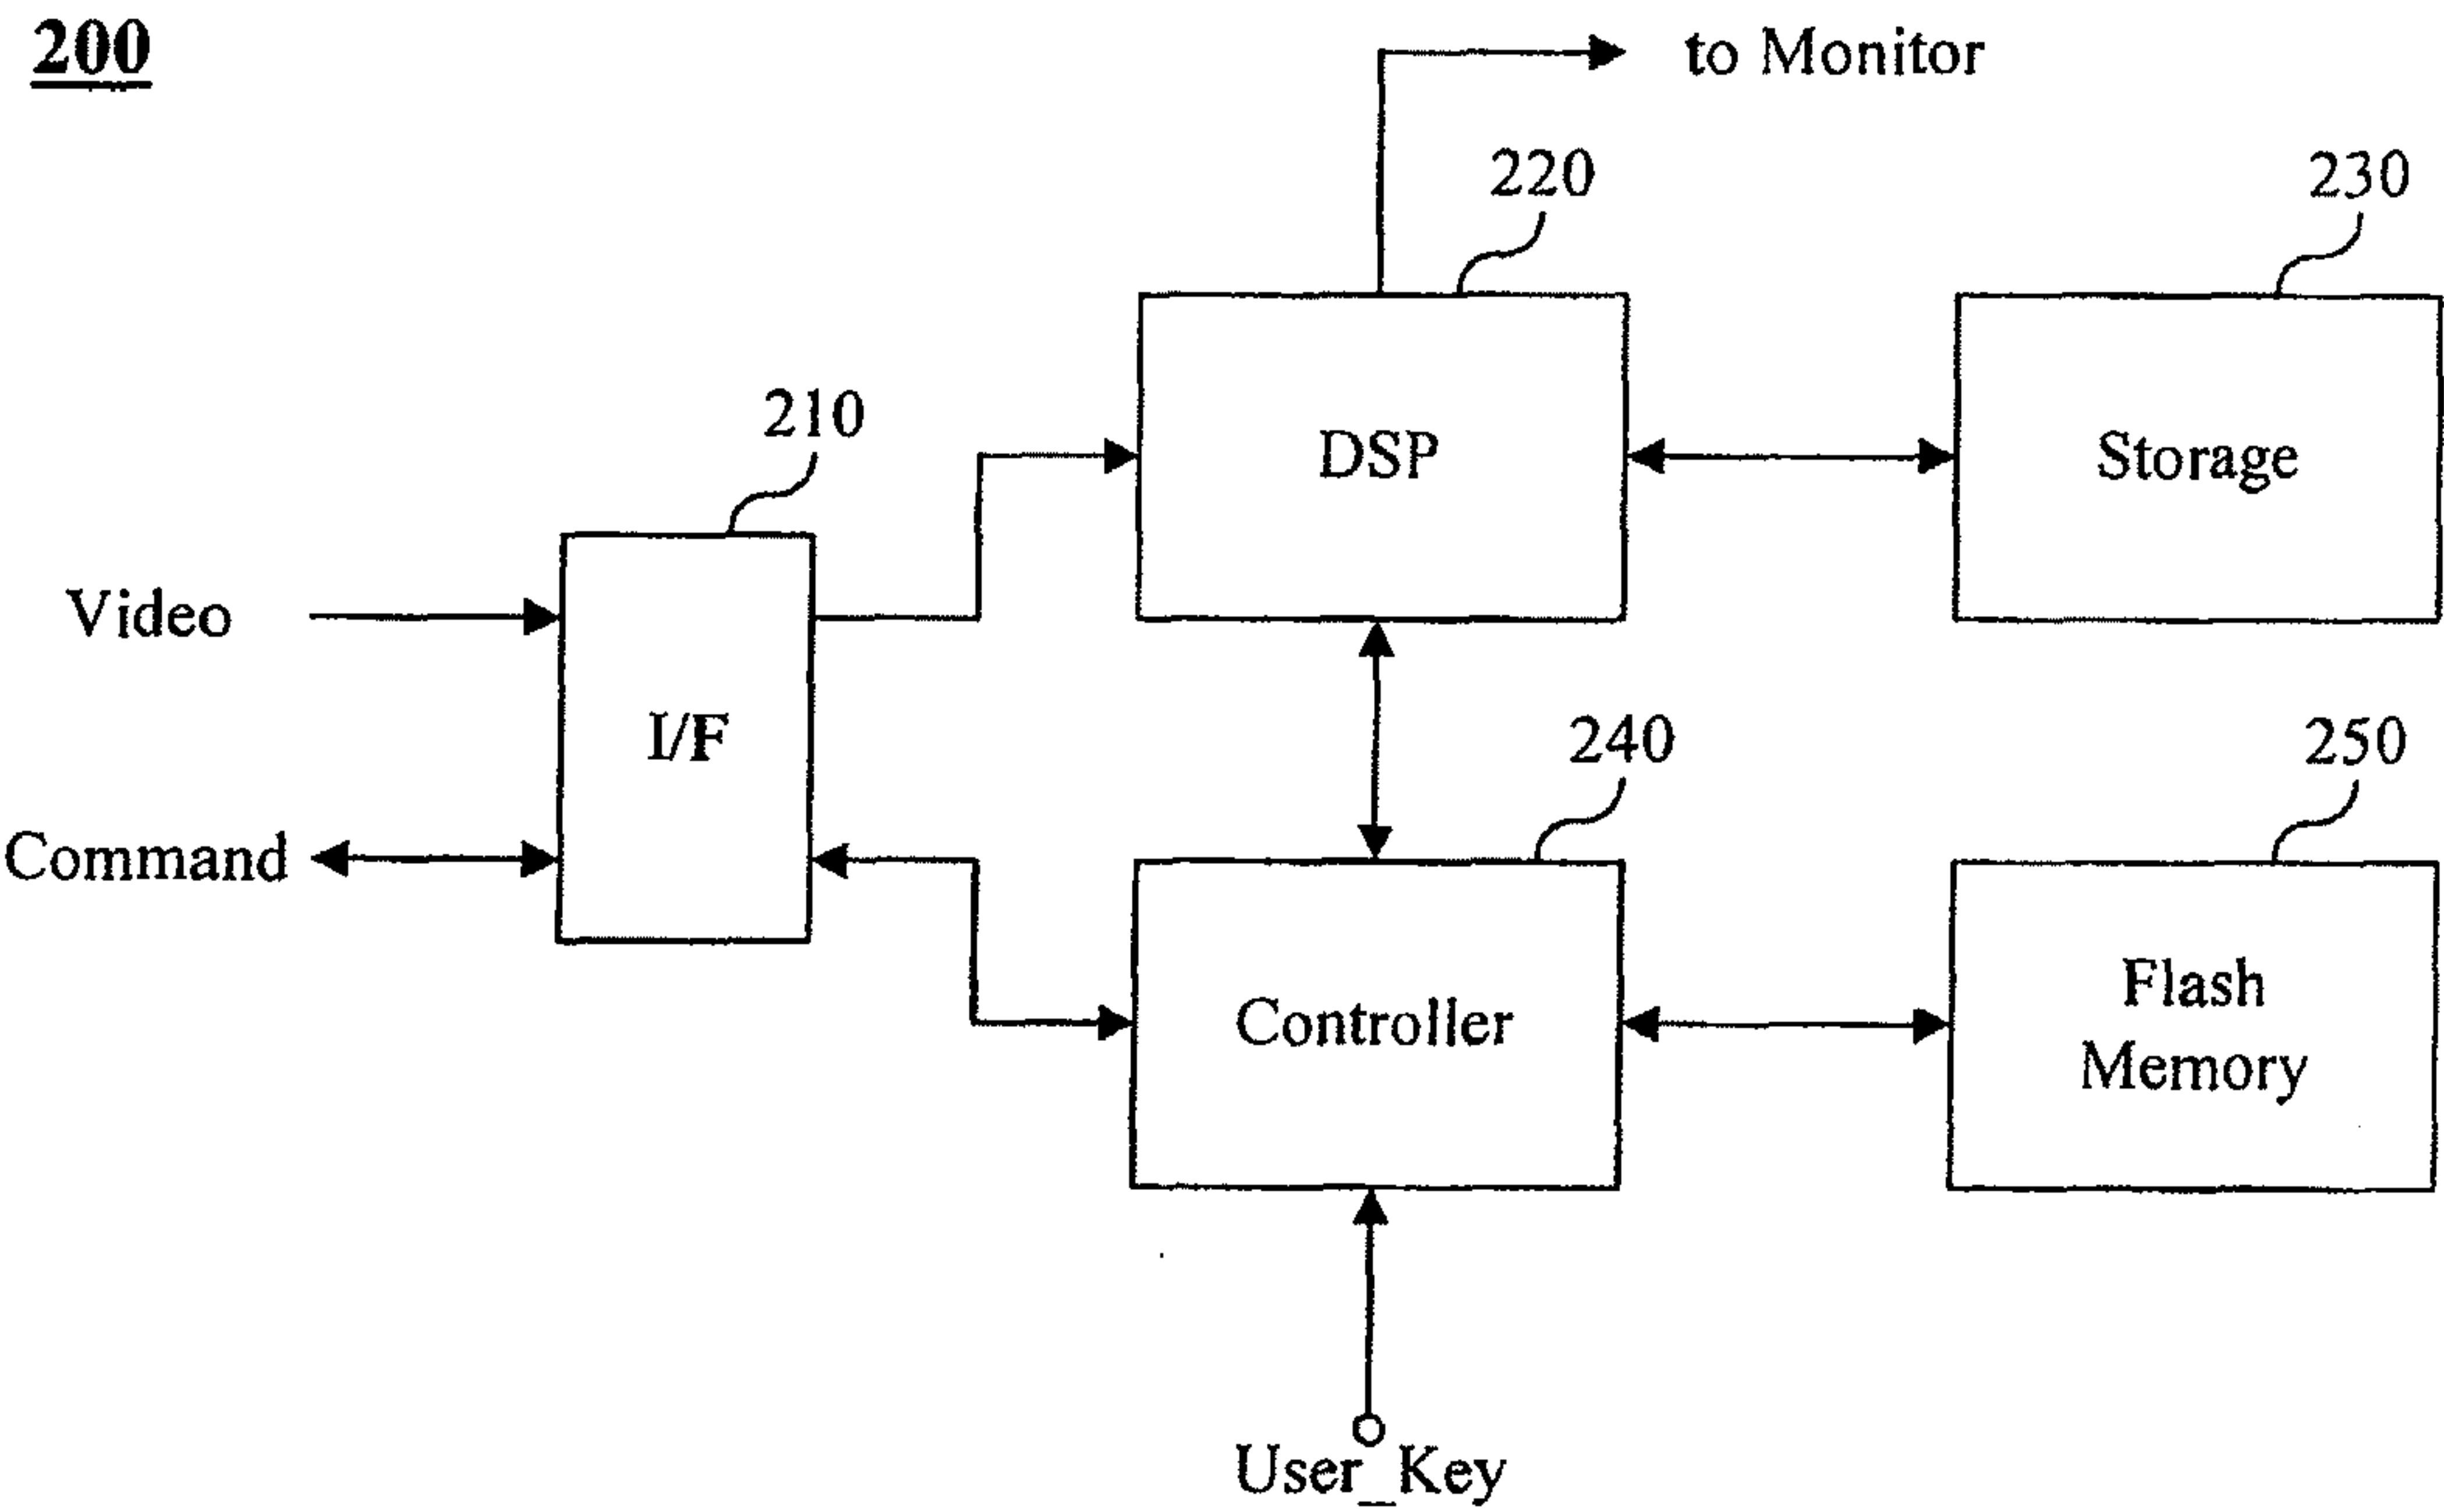 200
to Monitor
220
230
210
DSP
Storage
Video
I/F
240
250
Command
Controller
Flash
Memory
User_Key